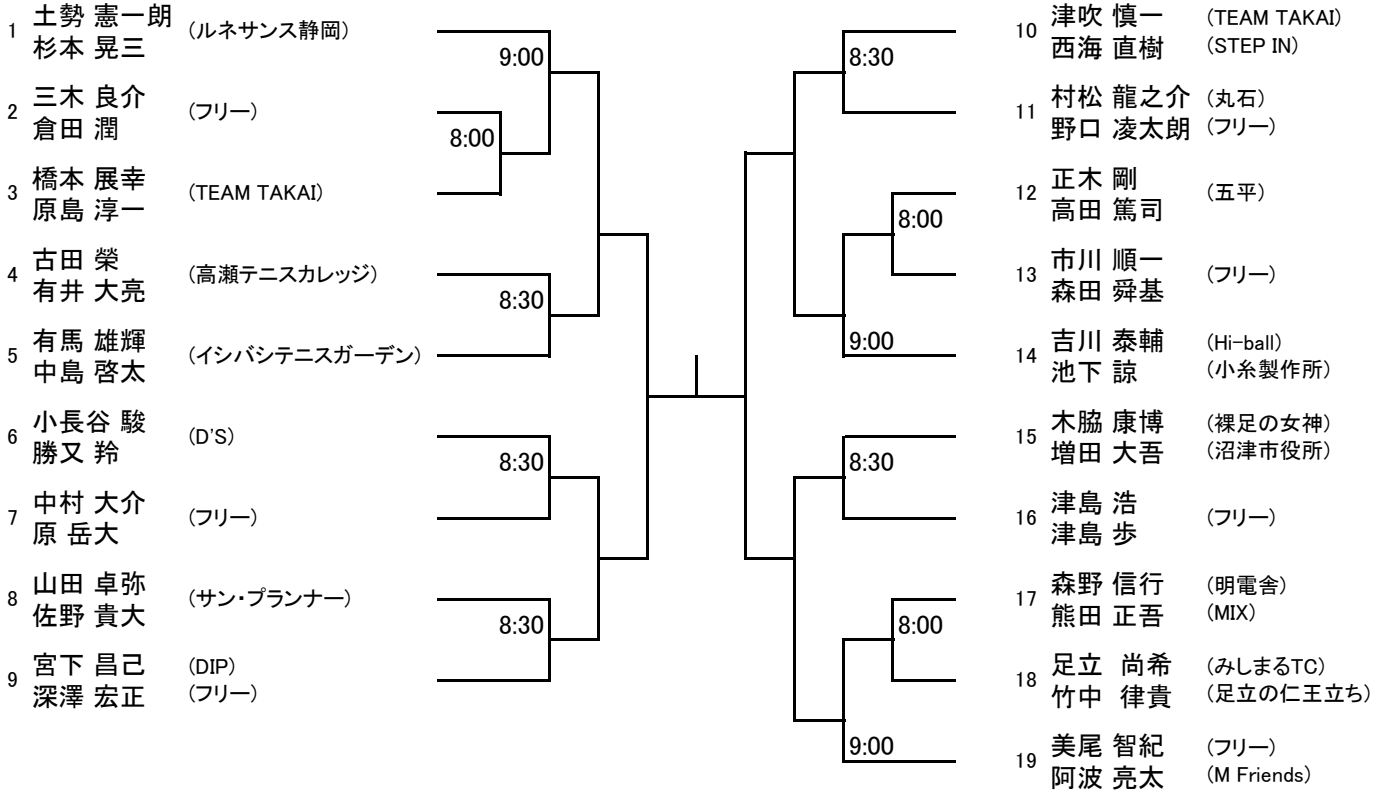 1 土勢 憲一朗 (ルネサンス静岡)
杉本 晃三
9:00
2 三木 良介 (フリー)
倉田 潤
8:00
3 橋本 展幸 (TEAM TAKAI)
原島 淳一
4 古田 榮 (高瀬テニスカレッジ)
有井 大亮
8:30
5 有馬 雄輝 (イシバシテニスガーデン)
中島 啓太
6 小長谷 駿 (D'S)
勝又 羚
8:30
7 中村 大介 (フリー)
原 岳大
8 山田 卓弥 (サン・プランナー)
佐野 貴大
8:30
9 宮下 昌己 (DIP)
深澤 宏正 (フリー)
10 津吹 慎一 (TEAM TAKAI)
西海 直樹 (STEP IN)
8:30
11 村松 龍之介 (丸石)
野口 凌太朗 (フリー)
12 正木 剛 (五平)
高田 篤司
8:00
13 市川 順一 (フリー)
森田 舜基
9:00
14 吉川 泰輔 (Hi-ball)
池下 諒 (小糸製作所)
15 木脇 康博 (裸足の女神)
増田 大吾 (沼津市役所)
8:30
16 津島 浩 (フリー)
津島 歩
17 森野 信行 (明電舎)
熊田 正吾 (MIX)
8:00
18 足立 尚希 (みしまるTC)
竹中 律貴 (足立の仁王立ち)
9:00
19 美尾 智紀 (フリー)
阿波 亮太 (M Friends)